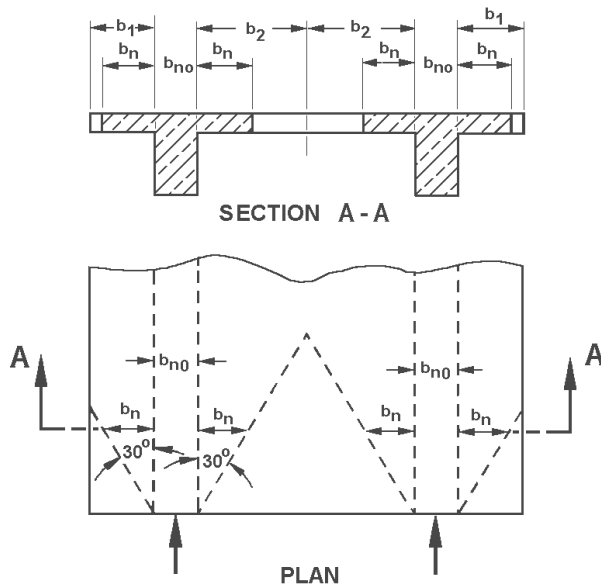 b1 b2 b2 b1
bn bno bn bn bno bn
SECTION A - A
A A
bn0 bn0
bn bn bn bn
30° 30°
PLAN